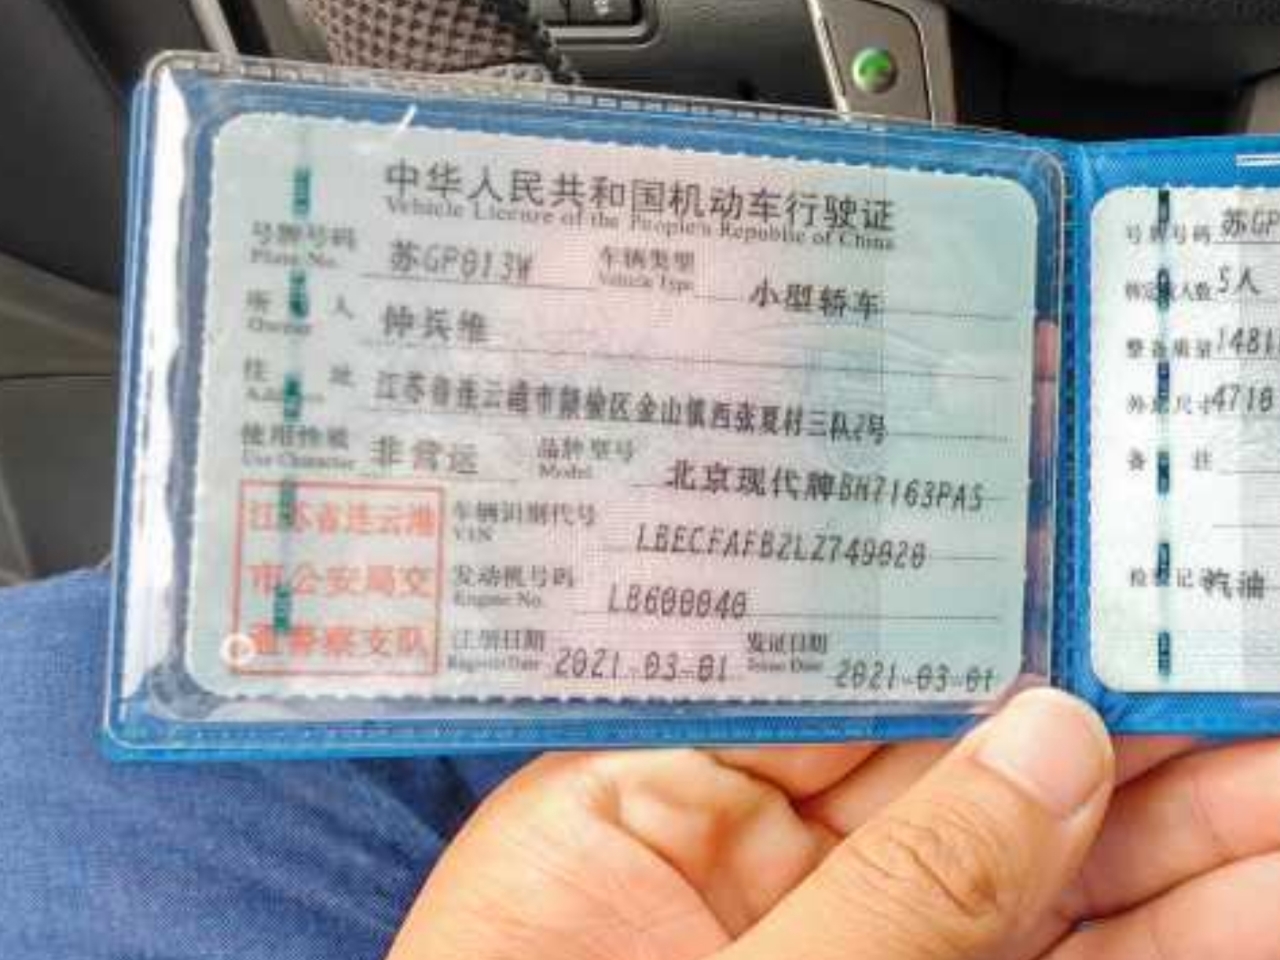 中华人民共和国机动车行驶证
Vehicle License of the People's Republic of China
号牌号码 苏GP013W 车辆类型 小型轿车
Plate No. Vehicle Type
所 人 仲兵维
Owner
住 址 江苏省连云港市赣榆区金山镇西张夏村三队2号
使用性质 非营运 品牌型号 北京现代牌BH7163PAS
Use Character Model
江苏省连云港
市公安局交
警察支队
车辆识别代号 LBECFAFBZLZ749020
VIN
发动机号码 LB600040
Engine No.
注册日期 2021-03-01 发证日期 2021-03-01
Register Date Issue Date
号牌号码 苏GP
核定载人数 5人
整备质量 1481
外廓尺寸 4710
备 注
检验记 汽油